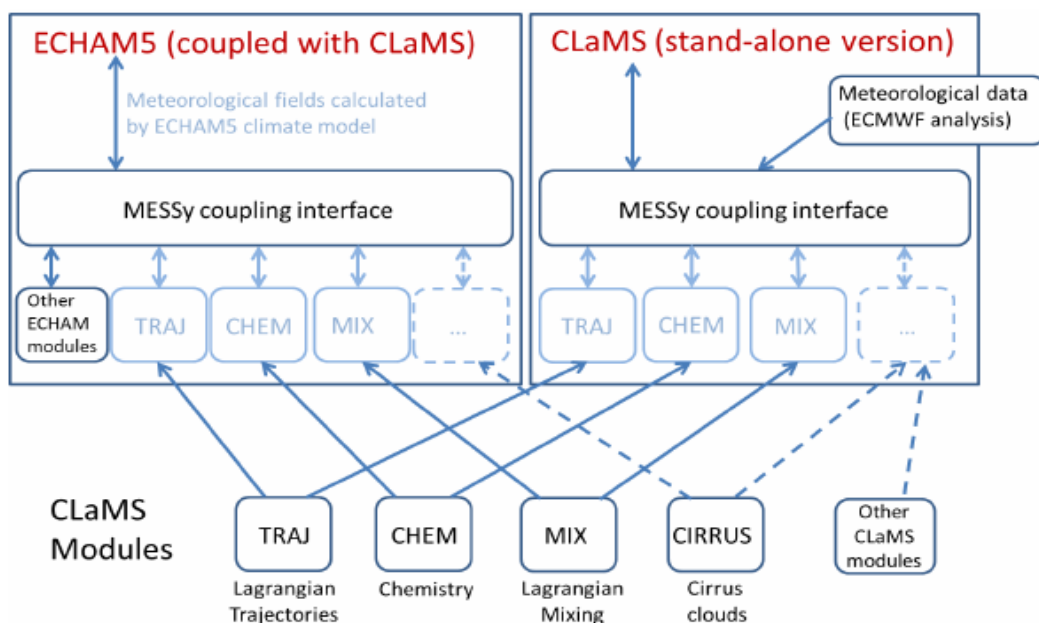 ECHAM5 (coupled with CLaMS)
Meteorological fields calculated
by ECHAM5 climate model
MESSy coupling interface
Other
ECHAM
modules
TRAJ
CHEM
MIX
...
CLaMS (stand-alone version)
Meteorological data
(ECMWF analysis)
MESSy coupling interface
TRAJ
CHEM
MIX
...
CLaMS
Modules
TRAJ
Lagrangian
Trajectories
CHEM
Chemistry
MIX
Lagrangian
Mixing
CIRRUS
Cirrus
clouds
Other
CLaMS
modules